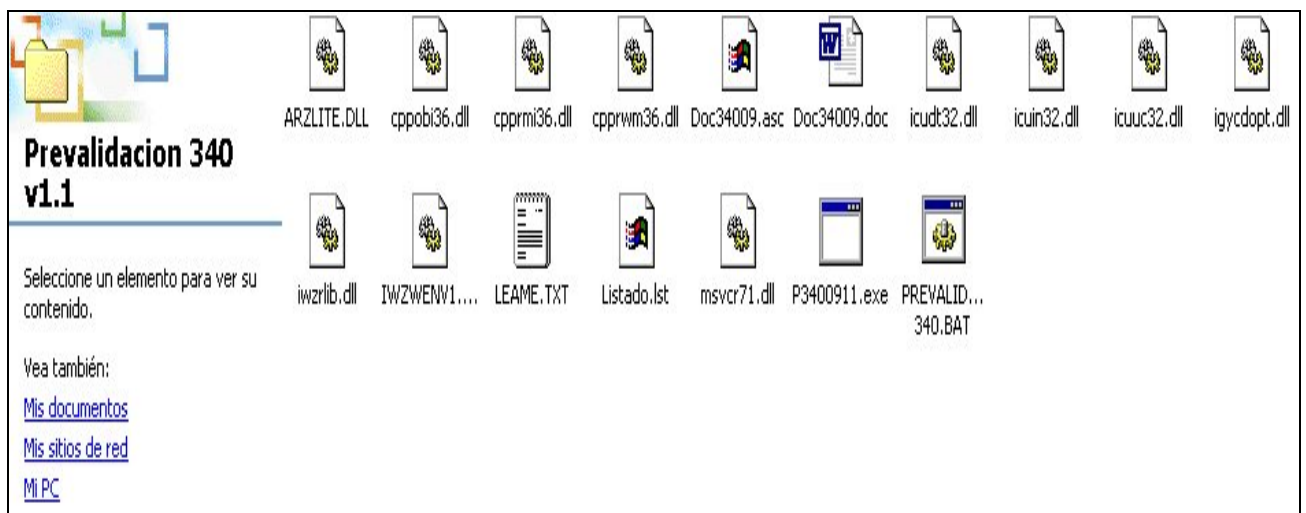 Prevalidacion 340
v1.1
Seleccione un elemento para ver su
contenido.
Vea también:
Mis documentos
Mis sitios de red
Mi PC
ARZLITE.DLL cppobi36.dll cpprmi36.dll cpprwm36.dll Doc34009.asc Doc34009.doc icudt32.dll icuin32.dll icuuc32.dll igycdopt.dll
iwzrlib.dll IWZWENV1.... LEAME.TXT Listado.lst msvcr71.dll P3400911.exe PREVALID...
340.BAT